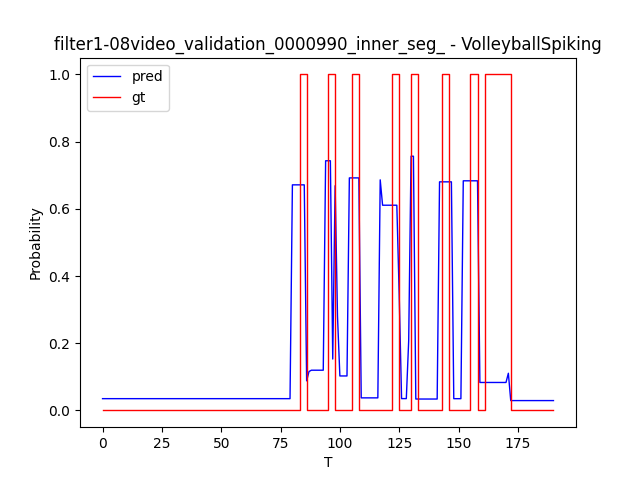 filter1-08video_validation_0000990_inner_seg_ - VolleyballSpiking
pred
gt
1.0
0.8
0.6
0.4
0.2
0.0
Probability
0 25 50 75 100 125 150 175
T